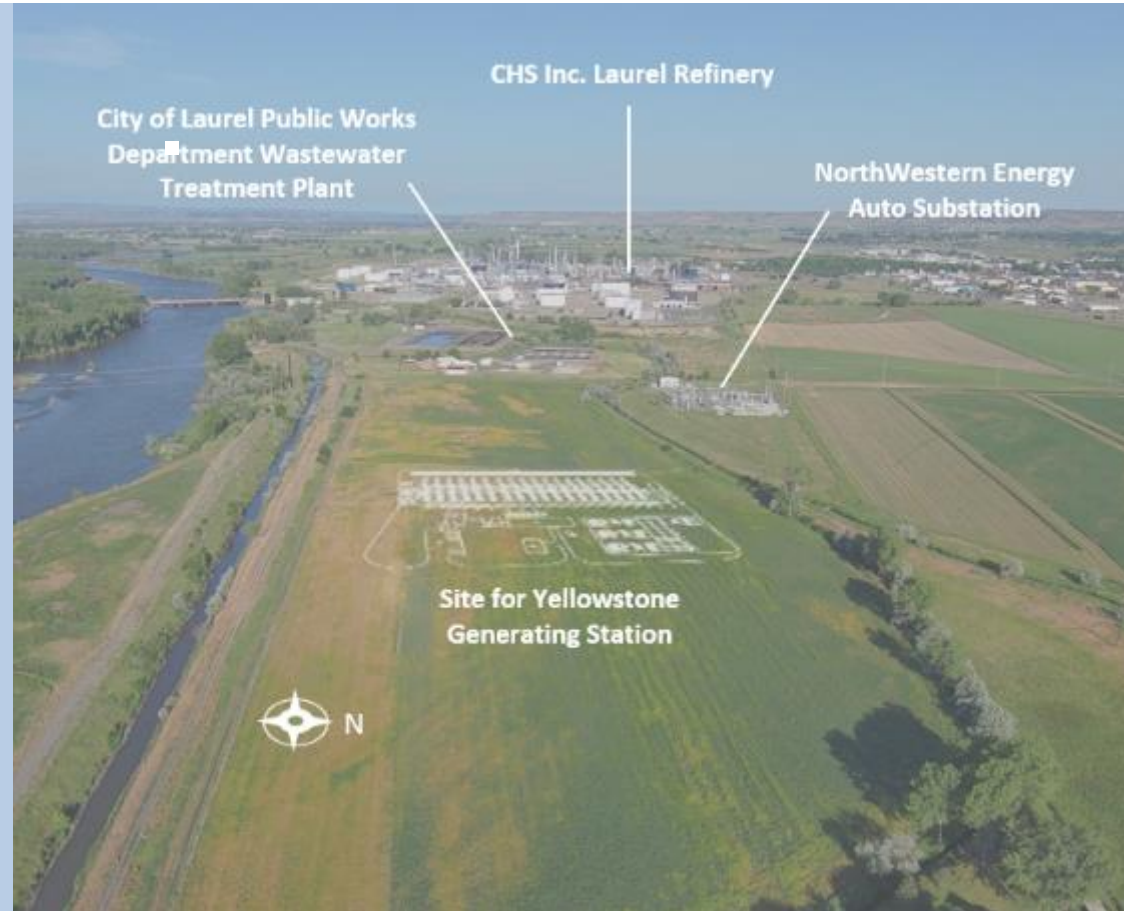 CHS Inc. Laurel Refinery
City of Laurel Public Works
Department Wastewater
Treatment Plant
NorthWestern Energy
Auto Substation
Site for Yellowstone
Generating Station
N